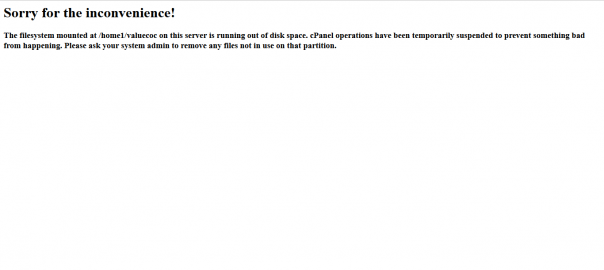 Sorry for the inconvenience!
The filesystem mounted at /home1/valuecoc on this server is running out of disk space. cPanel operations have been temporarily suspended to prevent something bad
from happening. Please ask your system admin to remove any files not in use on that partition.